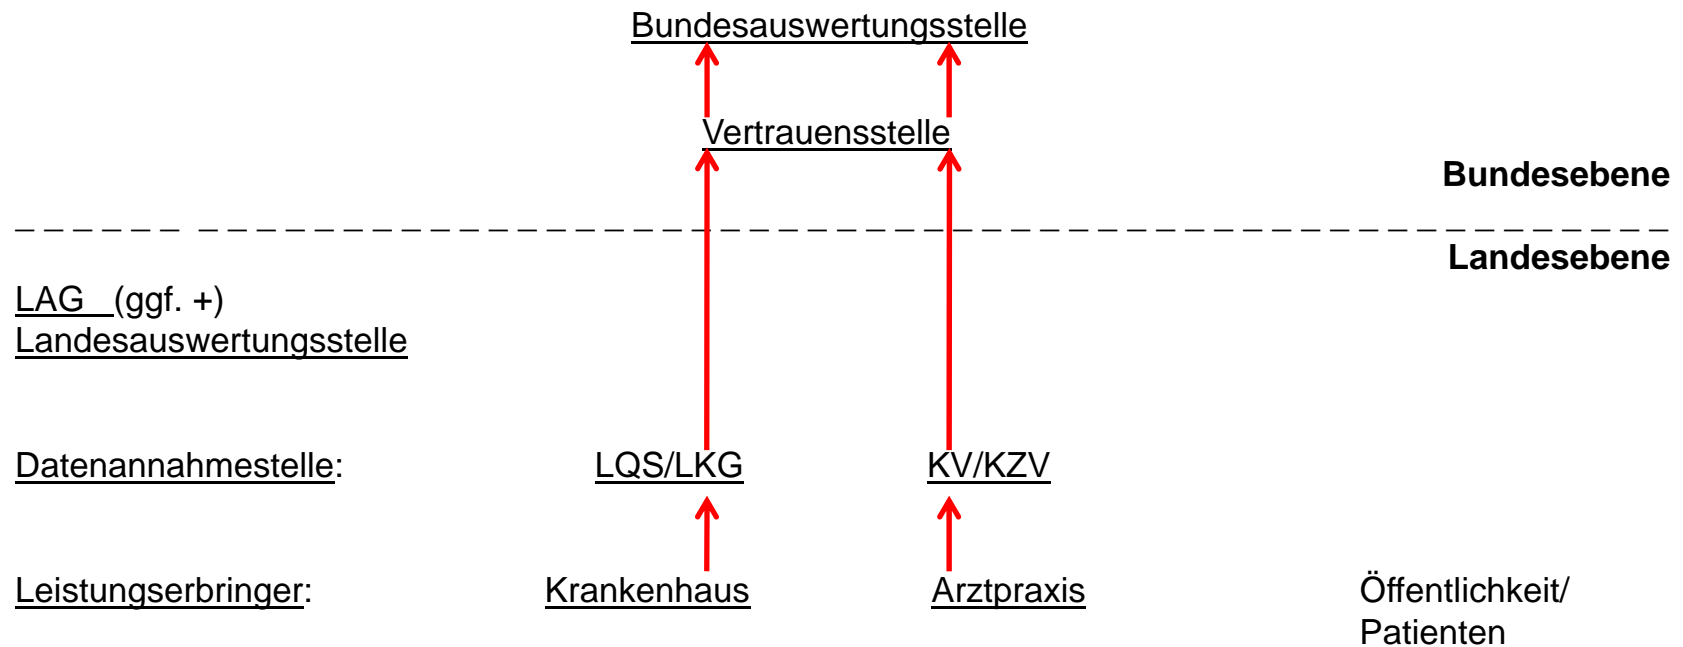 Bundesauswertungsstelle
Vertrauensstelle
Bundesebene
Landesebene
LAG (ggf. +)
Landesauswertungsstelle
Datenannahmestelle: LQS/LKG KV/KZV
Leistungserbringer: Krankenhaus Arztpraxis Öffentlichkeit/
Patienten